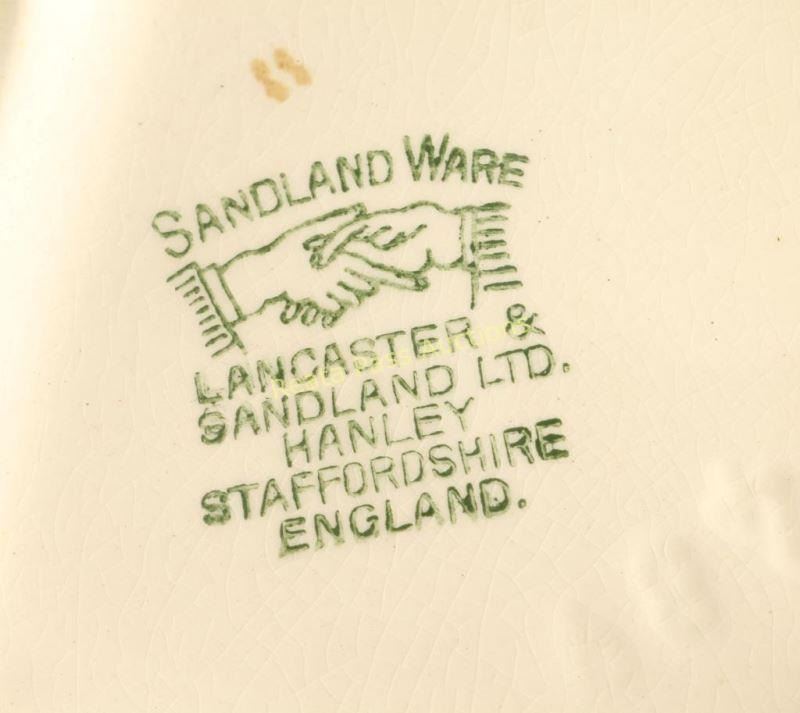 SANDLAND WARE
LANCASTER &
SANDLAND LTD.
HANLEY
STAFFORDSHIRE
ENGLAND.